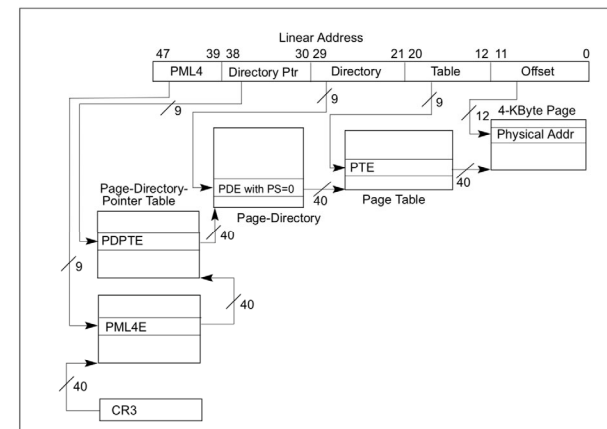 Linear Address
47 39 38 30 29 21 20 12 11 0
PML4 Directory Ptr Directory Table Offset
9 9 9
12 4-KByte Page
Physical Addr
PTE
PDE with PS=0 40 40
Page-Directory-
Pointer Table
Page Table
Page-Directory
PDPTE 40
9
40
PML4E
40
CR3